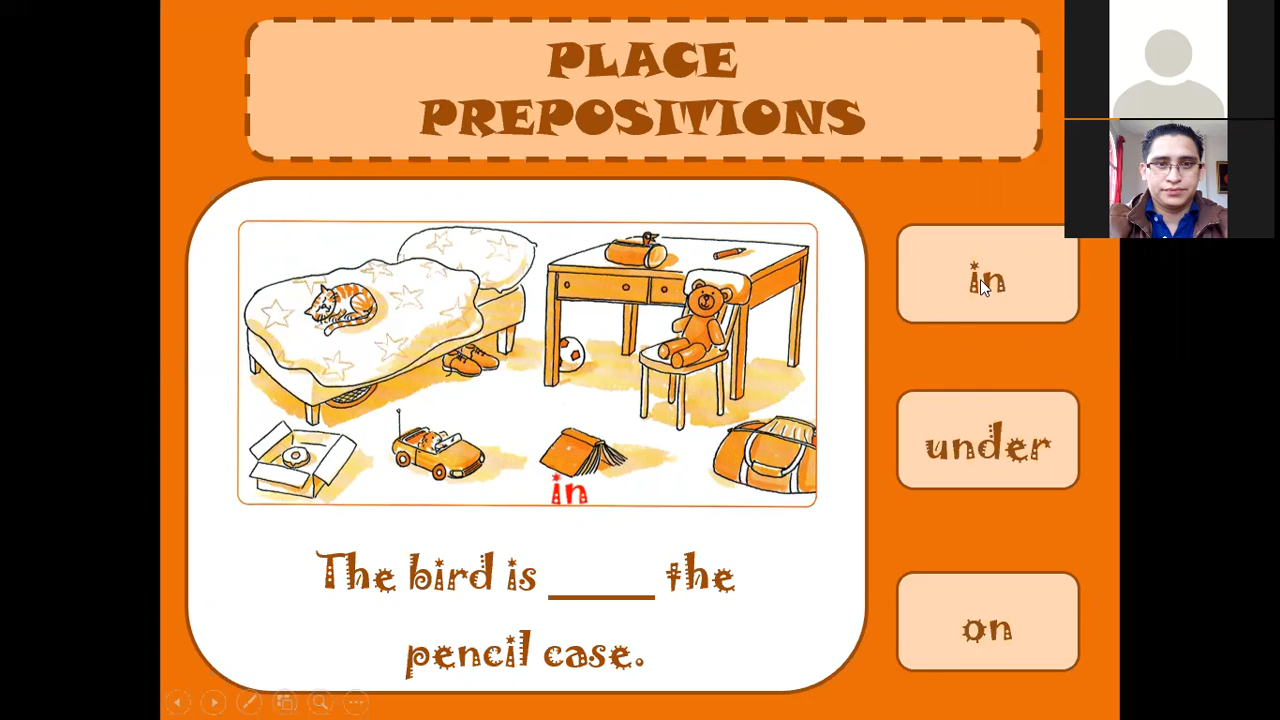 PLACE
PREPOSITIONS
in
The bird is _____ the
pencil case.
in
under
on